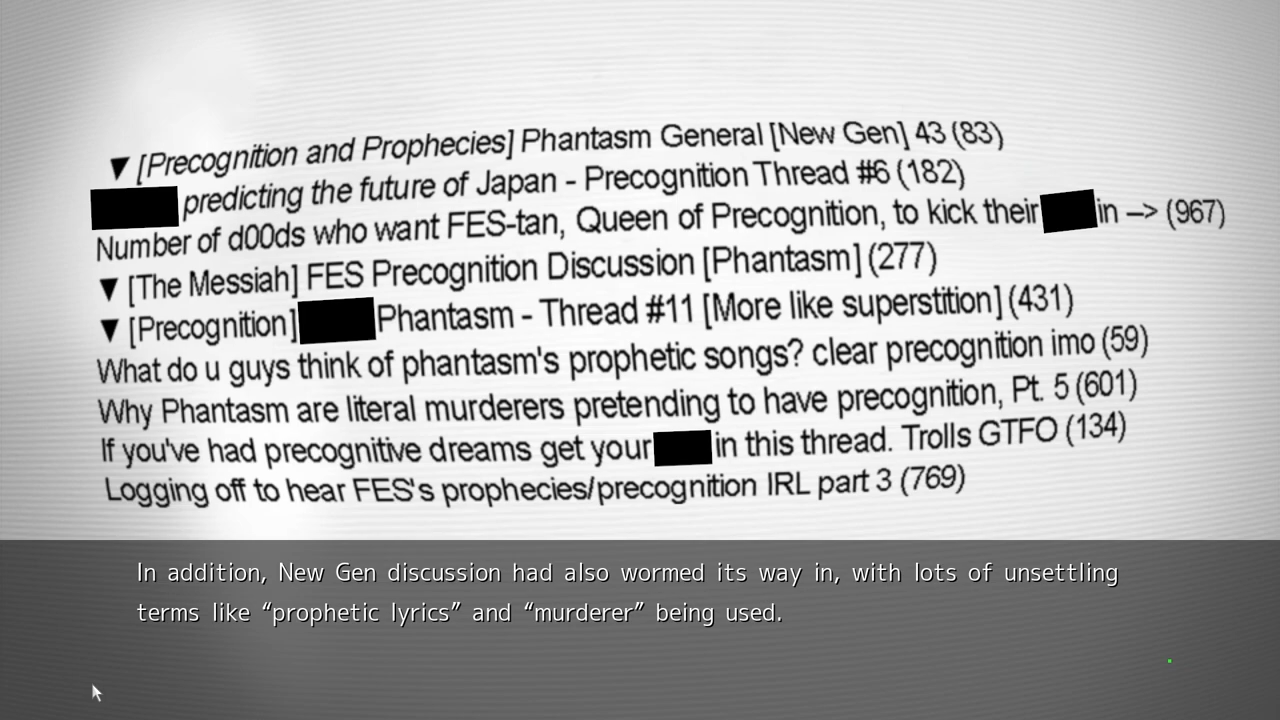 ▼ [Precognition and Prophecies] Phantasm General [New Gen] 43 (83)
predicting the future of Japan - Precognition Thread #6 (182)
Number of d00ds who want FES-tan, Queen of Precognition, to kick their in –> (967)
▼ [The Messiah] FES Precognition Discussion [Phantasm] (277)
▼ [Precognition] Phantasm - Thread #11 [More like superstition] (431)
What do u guys think of phantasm's prophetic songs? clear precognition imo (59)
Why Phantasm are literal murderers pretending to have precognition, Pt. 5 (601)
If you've had precognitive dreams get your in this thread. Trolls GTFO (134)
Logging off to hear FES's prophecies/precognition IRL part 3 (769)
In addition, New Gen discussion had also wormed its way in, with lots of unsettling
terms like “prophetic lyrics” and “murderer” being used.